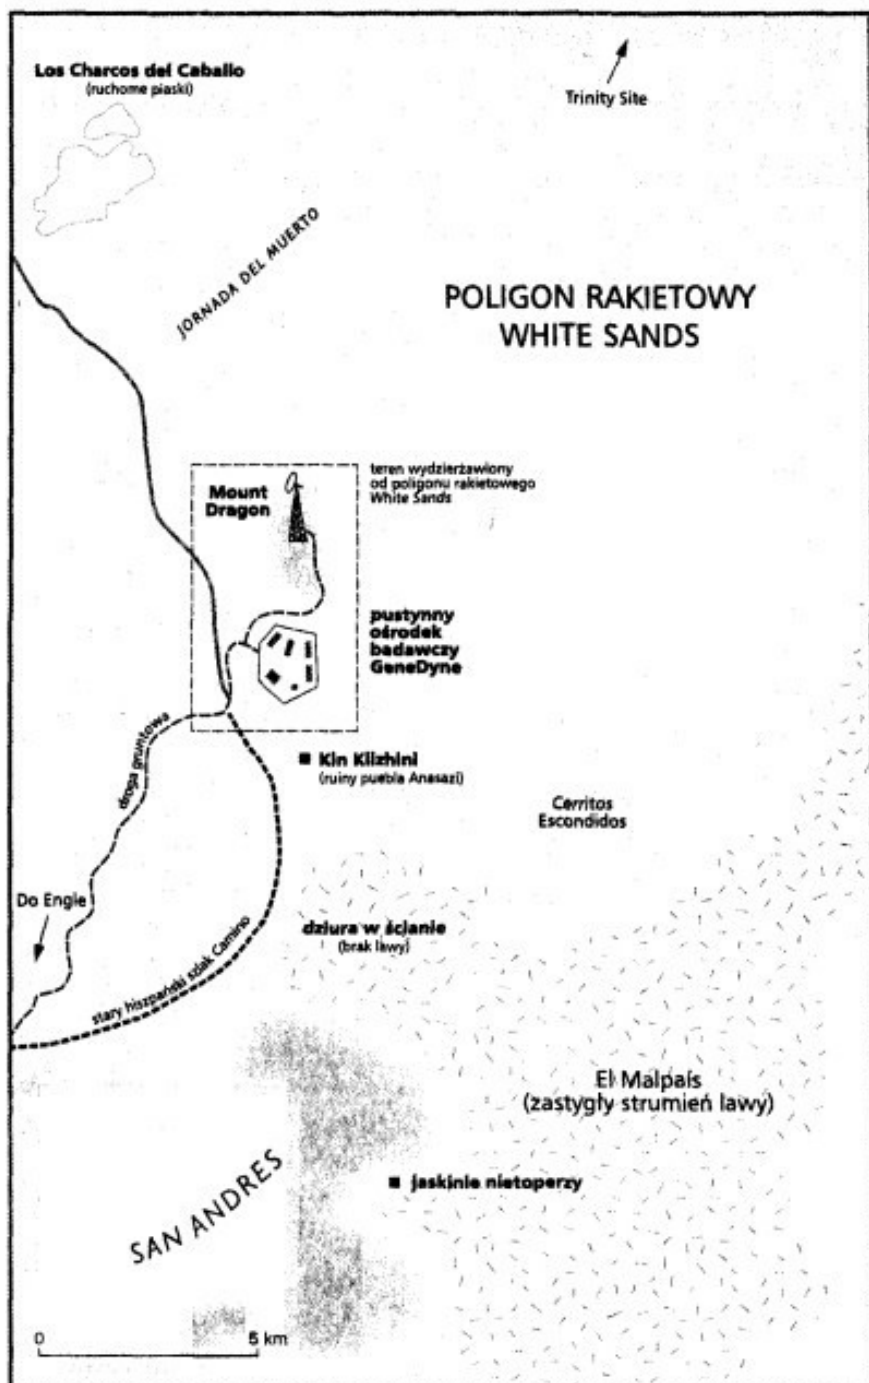 Los Charcos del Caballo
(ruchome piaski)
Trinity Site
JORNADA DEL MUERTO
POLIGON RAKIETOWY
WHITE SANDS
teren wydzierżawiony
od poligonu rakietowego
White Sands
Mount
Dragon
pustynny
ośrodek
badawczy
GeneDyne
droga gruntowa
Kin Klizhini
(ruiny puebla Anasazi)
Cerritos
Escondidos
Do Engle
dziura w ścianie
(brak lawy)
stary hiszpański szlak Camino
El Malpaís
(zastygły strumień lawy)
SAN ANDRES
jaskinie nietoperzy
0 5 km